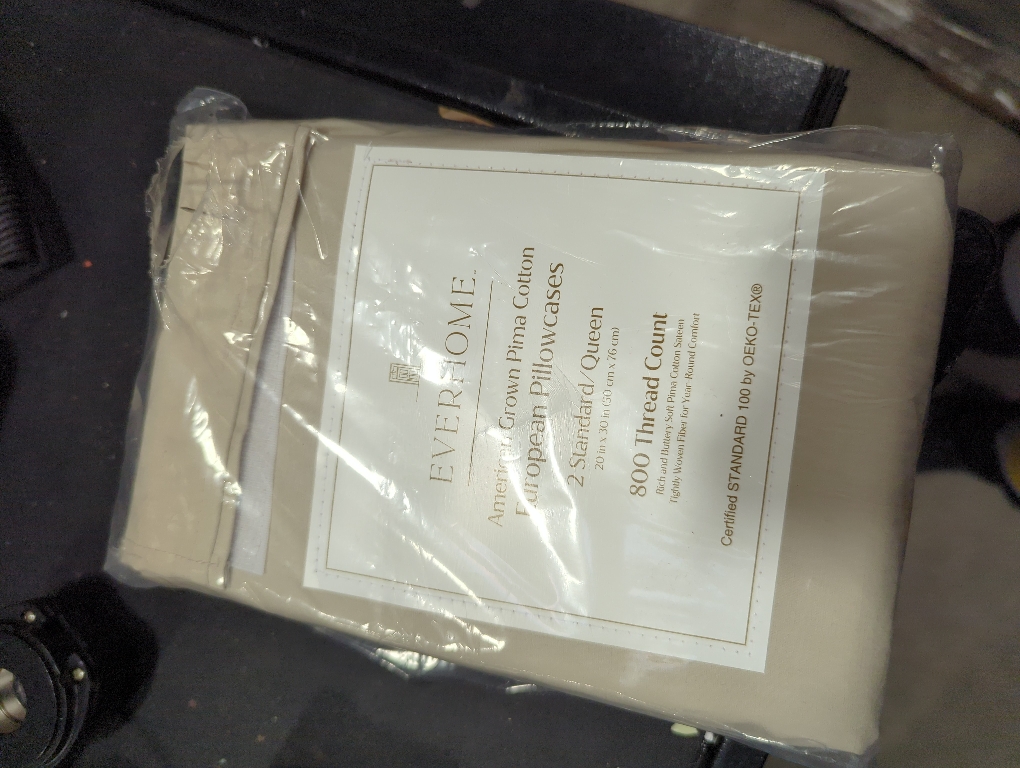 EVERHOME™
American Grown Pima Cotton
European Pillowcases
2 Standard/Queen
20 in x 30 in (50 cm x 76 cm)
800 Thread Count
Rich and Buttery Soft Pima Cotton Sateen
Tightly Woven Fiber for Year-Round Comfort
Certified STANDARD 100 by OEKO-TEX®